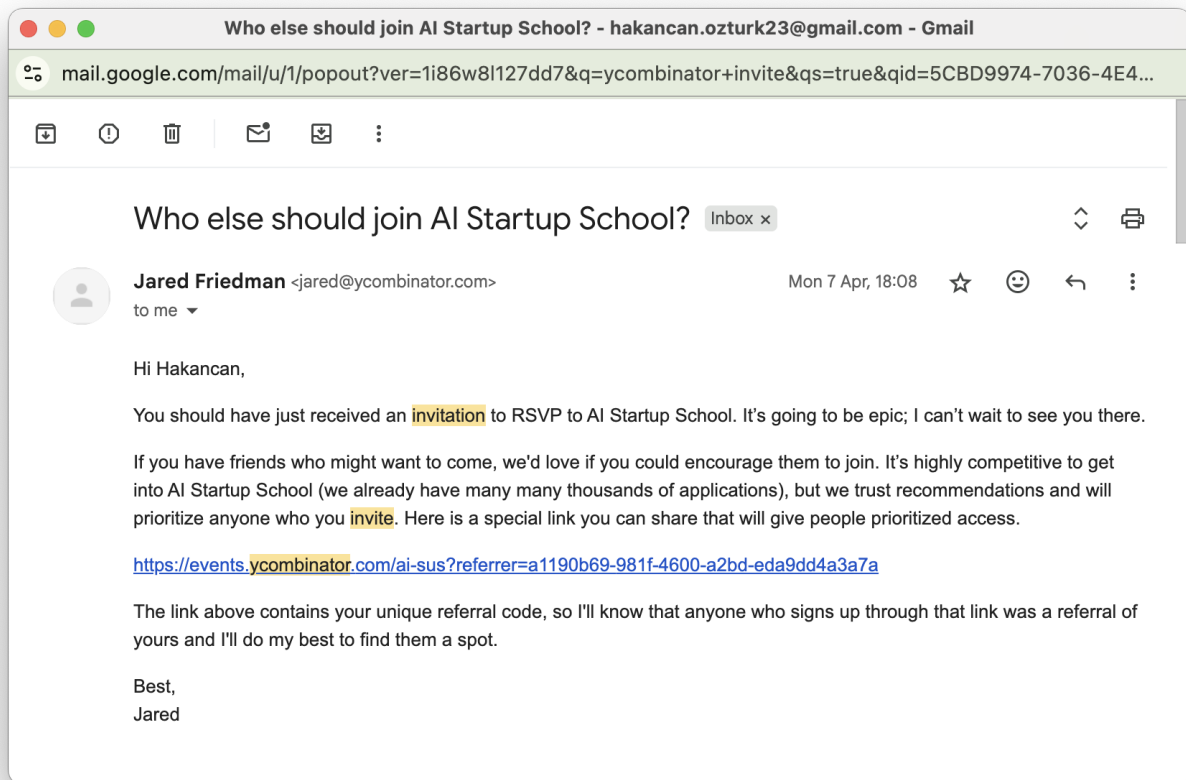 Who else should join AI Startup School? - hakancan.ozturk23@gmail.com - Gmail
mail.google.com/mail/u/1/popout?ver=1i86w8l127dd7&q=ycombinator+invite&qs=true&qid=5CBD9974-7036-4E4...
Who else should join AI Startup School? Inbox ×
Jared Friedman <jared@ycombinator.com> Mon 7 Apr, 18:08
to me
Hi Hakancan,
You should have just received an invitation to RSVP to AI Startup School. It’s going to be epic; I can’t wait to see you there.
If you have friends who might want to come, we'd love if you could encourage them to join. It’s highly competitive to get
into AI Startup School (we already have many many thousands of applications), but we trust recommendations and will
prioritize anyone who you invite. Here is a special link you can share that will give people prioritized access.
https://events.ycombinator.com/ai-sus?referrer=a1190b69-981f-4600-a2bd-eda9dd4a3a7a
The link above contains your unique referral code, so I'll know that anyone who signs up through that link was a referral of
yours and I'll do my best to find them a spot.
Best,
Jared